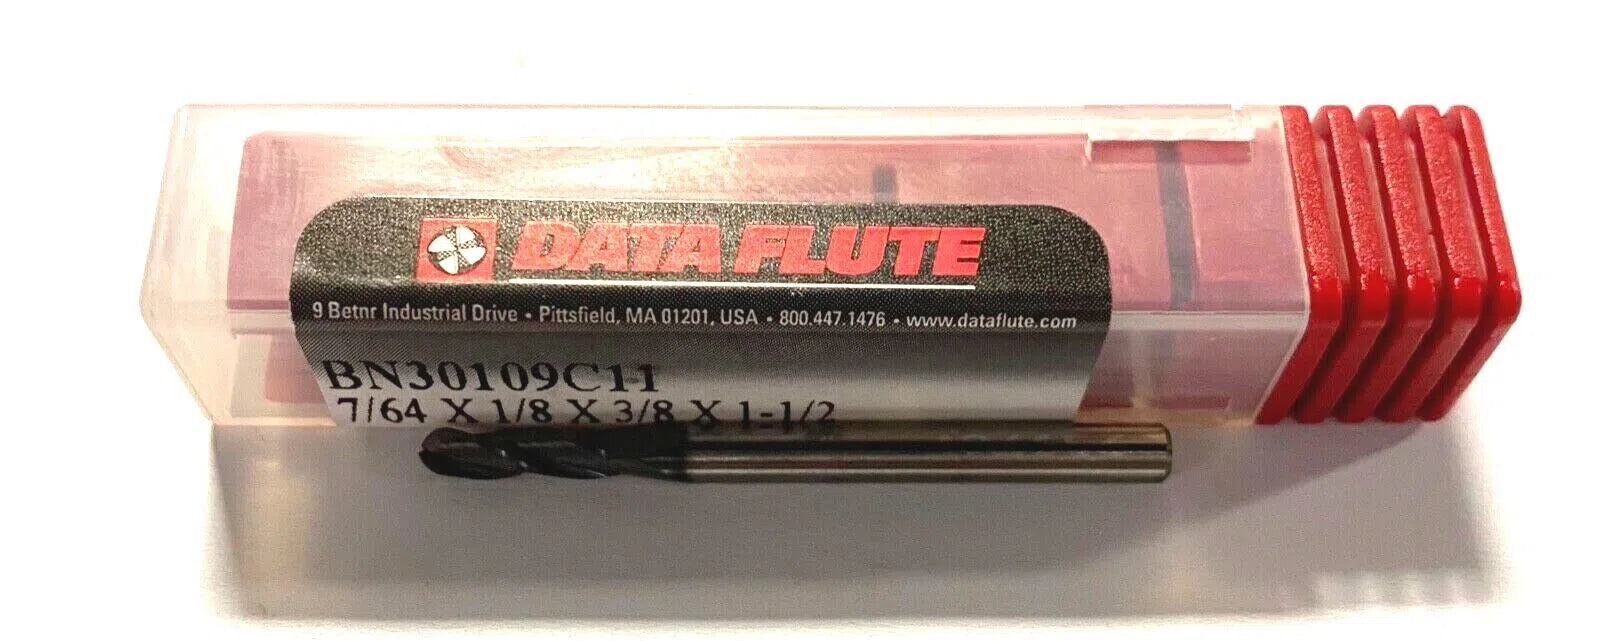 DATA FLUTE
9 Betnr Industrial Drive • Pittsfield, MA 01201, USA • 800.447.1476 • www.dataflute.com
BN30109C11
7/64 X 1/8 X 3/8 X 1-1/2